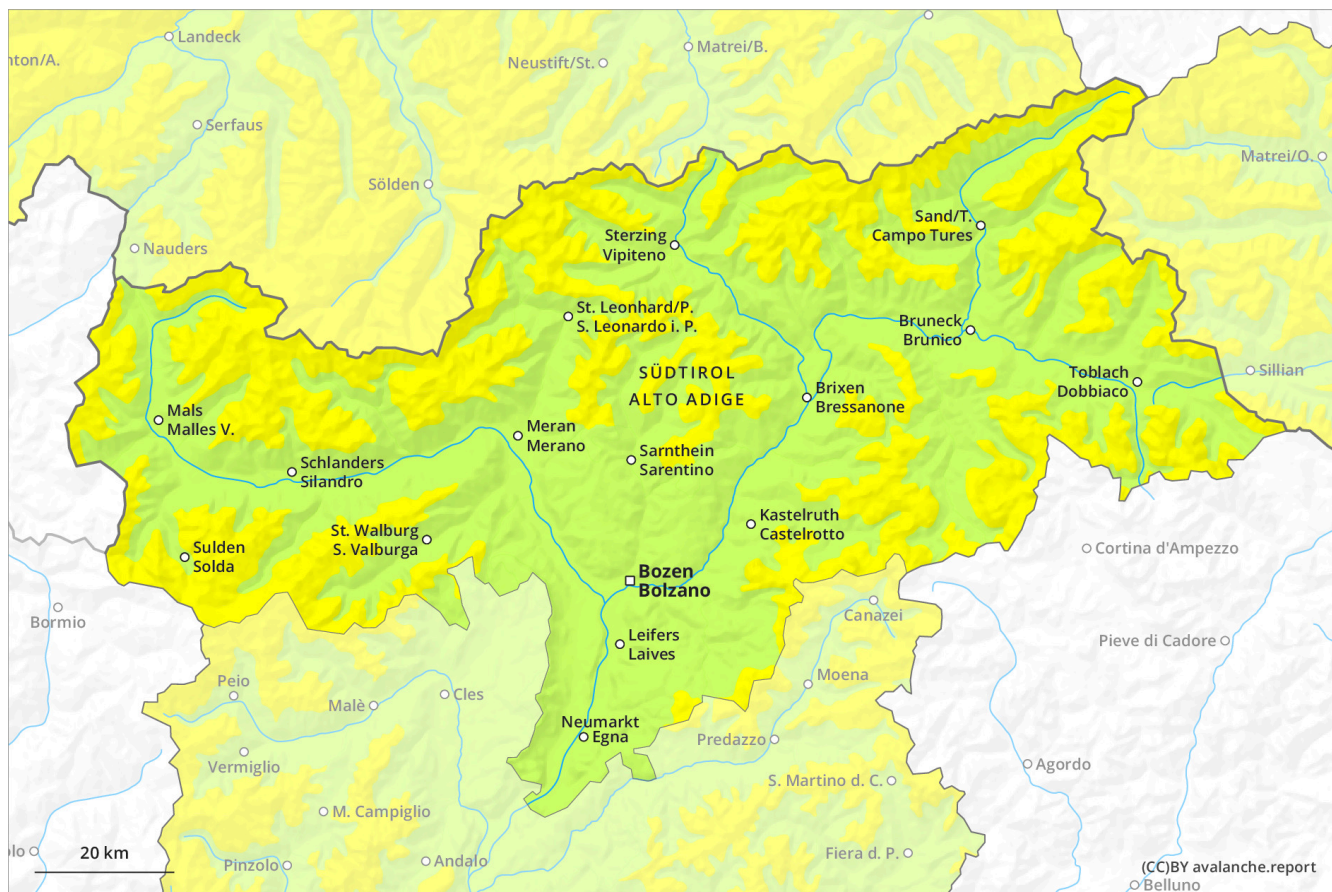 Landeck
nton/A.
Matrei/B.
Neustift/St.
Serfaus
Matrei/O.
Sölden
Sand/T.
Campo Tures
Sterzing
Vipiteno
Nauders
St. Leonhard/P.
S. Leonardo i. P.
Bruneck
Brunico
SÜDTIROL
ALTO ADIGE
Toblach
Dobbiaco
Sillian
Brixen
Bressanone
Mals
Malles V.
Meran
Merano
Sarnthein
Sarentino
Schlanders
Silandro
Kastelruth
Castelrotto
St. Walburg
S. Valburga
Sulden
Solda
Cortina d'Ampezzo
Bozen
Bolzano
Bormio
Canazei
Leifers
Laives
Pieve di Cadore
Peio
Malè
Cles
Moena
Neumarkt
Egna
Predazzo
Vermiglio
Agordo
S. Martino d. C.
M. Campiglio
lo
20 km
Pinzolo
Andalo
Fiera d. P.
(CC)BY avalanche.report
Belluno